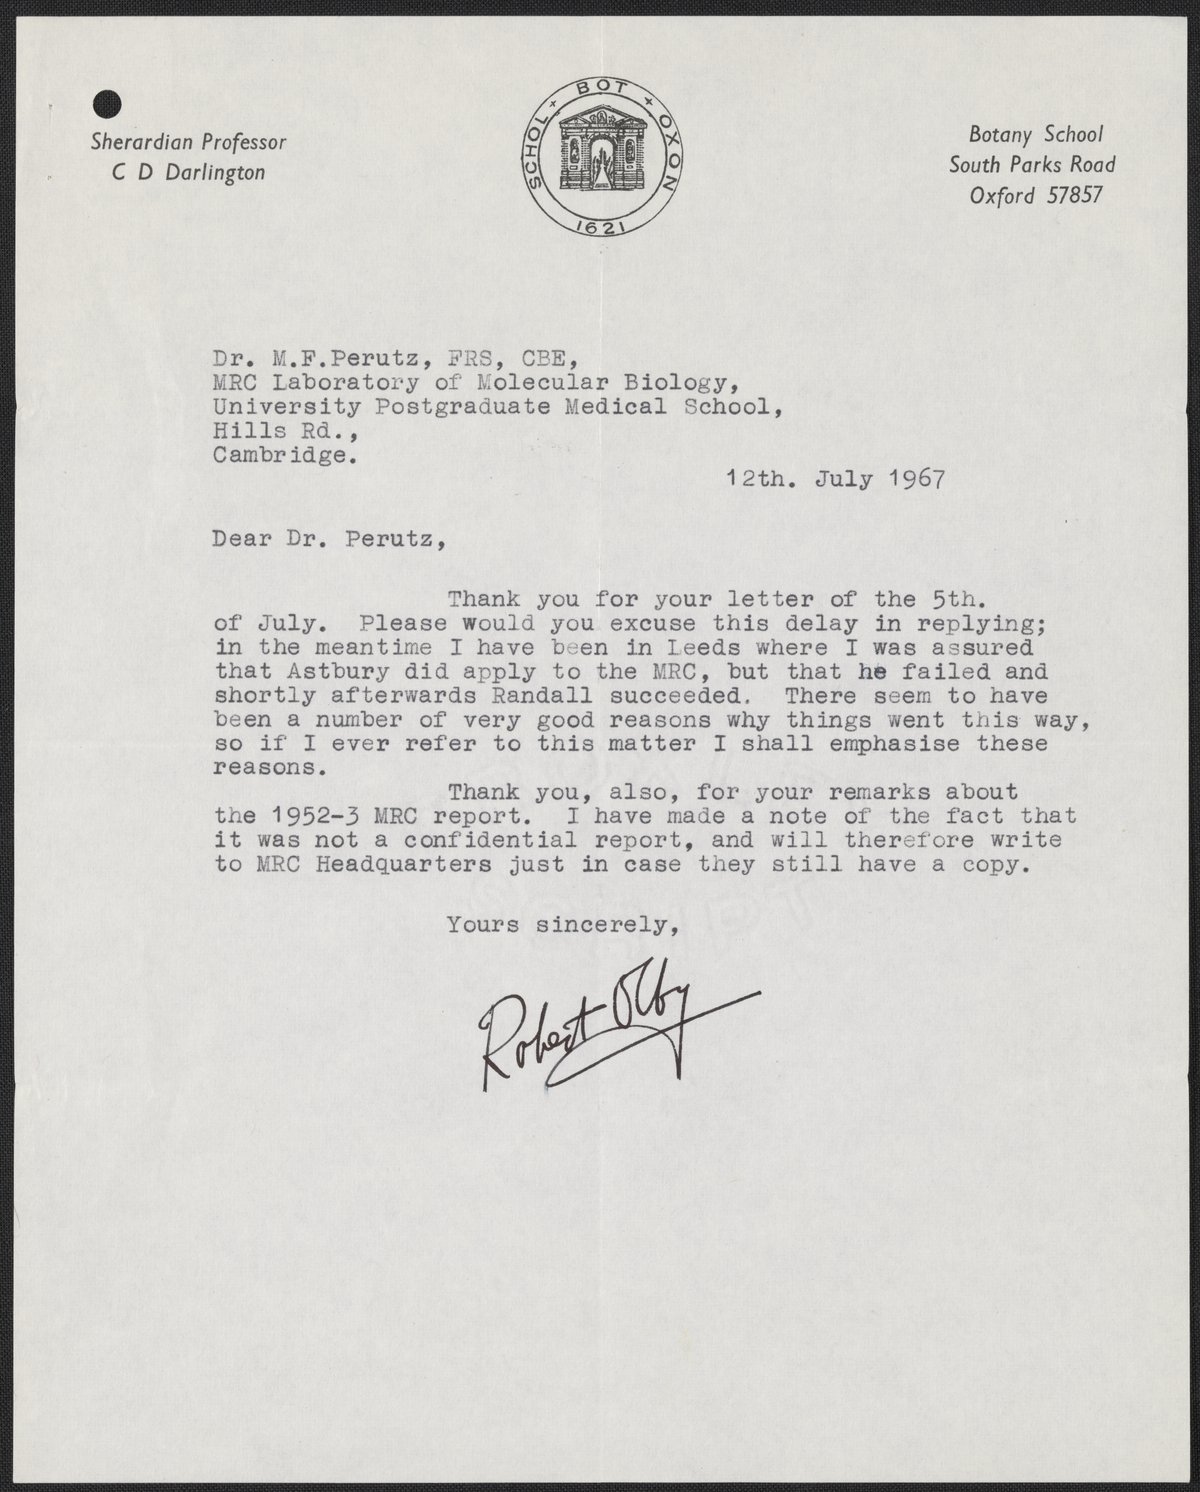 Sherardian Professor
C D Darlington
SCHOL + BOT + OXON
1621
Botany School
South Parks Road
Oxford 57857
Dr. M.F.Perutz, FRS, CBE,
MRC Laboratory of Molecular Biology,
University Postgraduate Medical School,
Hills Rd.,
Cambridge.
12th. July 1967
Dear Dr. Perutz,
Thank you for your letter of the 5th.
of July. Please would you excuse this delay in replying;
in the meantime I have been in Leeds where I was assured
that Astbury did apply to the MRC, but that he failed and
shortly afterwards Randall succeeded. There seem to have
been a number of very good reasons why things went this way,
so if I ever refer to this matter I shall emphasise these
reasons.
Thank you, also, for your remarks about
the 1952-3 MRC report. I have made a note of the fact that
it was not a confidential report, and will therefore write
to MRC Headquarters just in case they still have a copy.
Yours sincerely,
Robert Olby